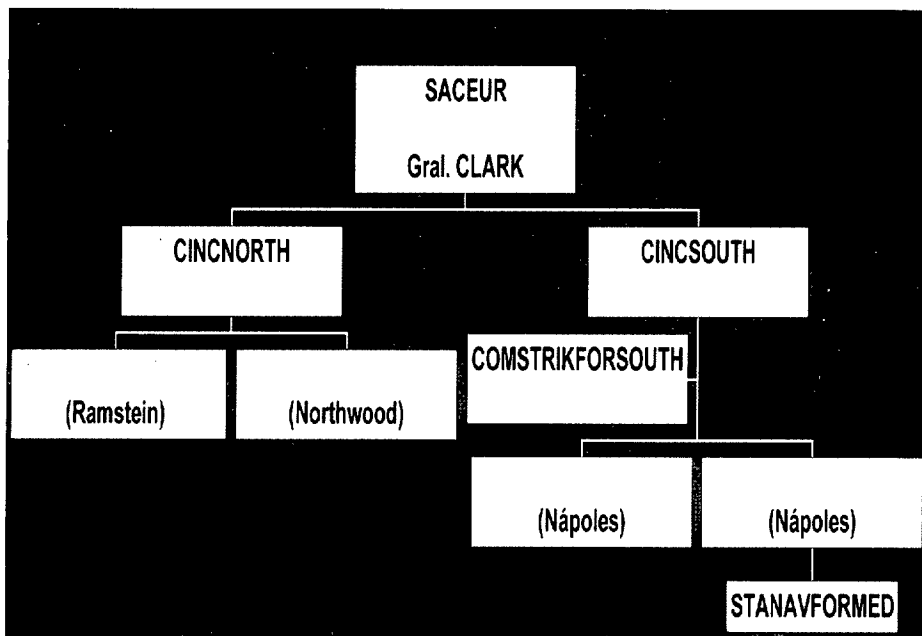 SACEUR
Gral. CLARK
CINCNORTH
CINCSOUTH
COMSTRIKFORSOUTH
(Ramstein)
(Northwood)
(Nápoles)
(Nápoles)
STANAVFORMED